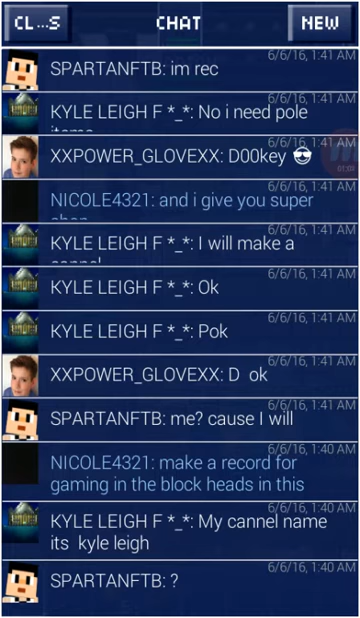 CL...S
CHAT
NEW
6/6/16, 1:41 AM
SPARTANFTB: im rec
6/6/16, 1:41 AM
KYLE LEIGH F *_*: No i need pole
6/6/16, 1:41 AM
XXPOWER_GLOVEXX: D00key 😎
01:01
6/6/16, 1:41 AM
NICOLE4321: and i give you super
6/6/16, 1:41 AM
KYLE LEIGH F *_*: I will make a
6/6/16, 1:41 AM
KYLE LEIGH F *_*: Ok
6/6/16, 1:41 AM
KYLE LEIGH F *_*: Pok
6/6/16, 1:41 AM
XXPOWER_GLOVEXX: D  ok
6/6/16, 1:41 AM
SPARTANFTB: me? cause I will
6/6/16, 1:40 AM
NICOLE4321: make a record for
gaming in the block heads in this
6/6/16, 1:40 AM
KYLE LEIGH F *_*: My cannel name
its  kyle leigh
6/6/16, 1:40 AM
SPARTANFTB: ?